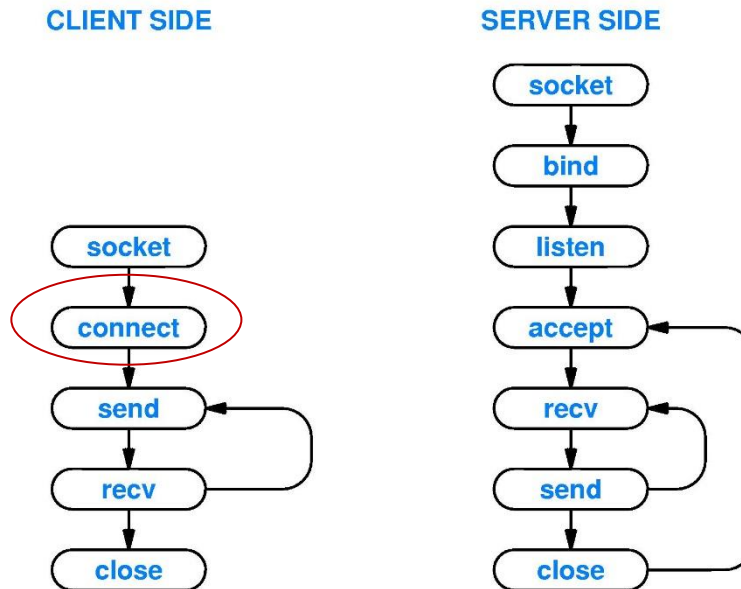 CLIENT SIDE
socket
connect
send
recv
close
SERVER SIDE
socket
bind
listen
accept
recv
send
close